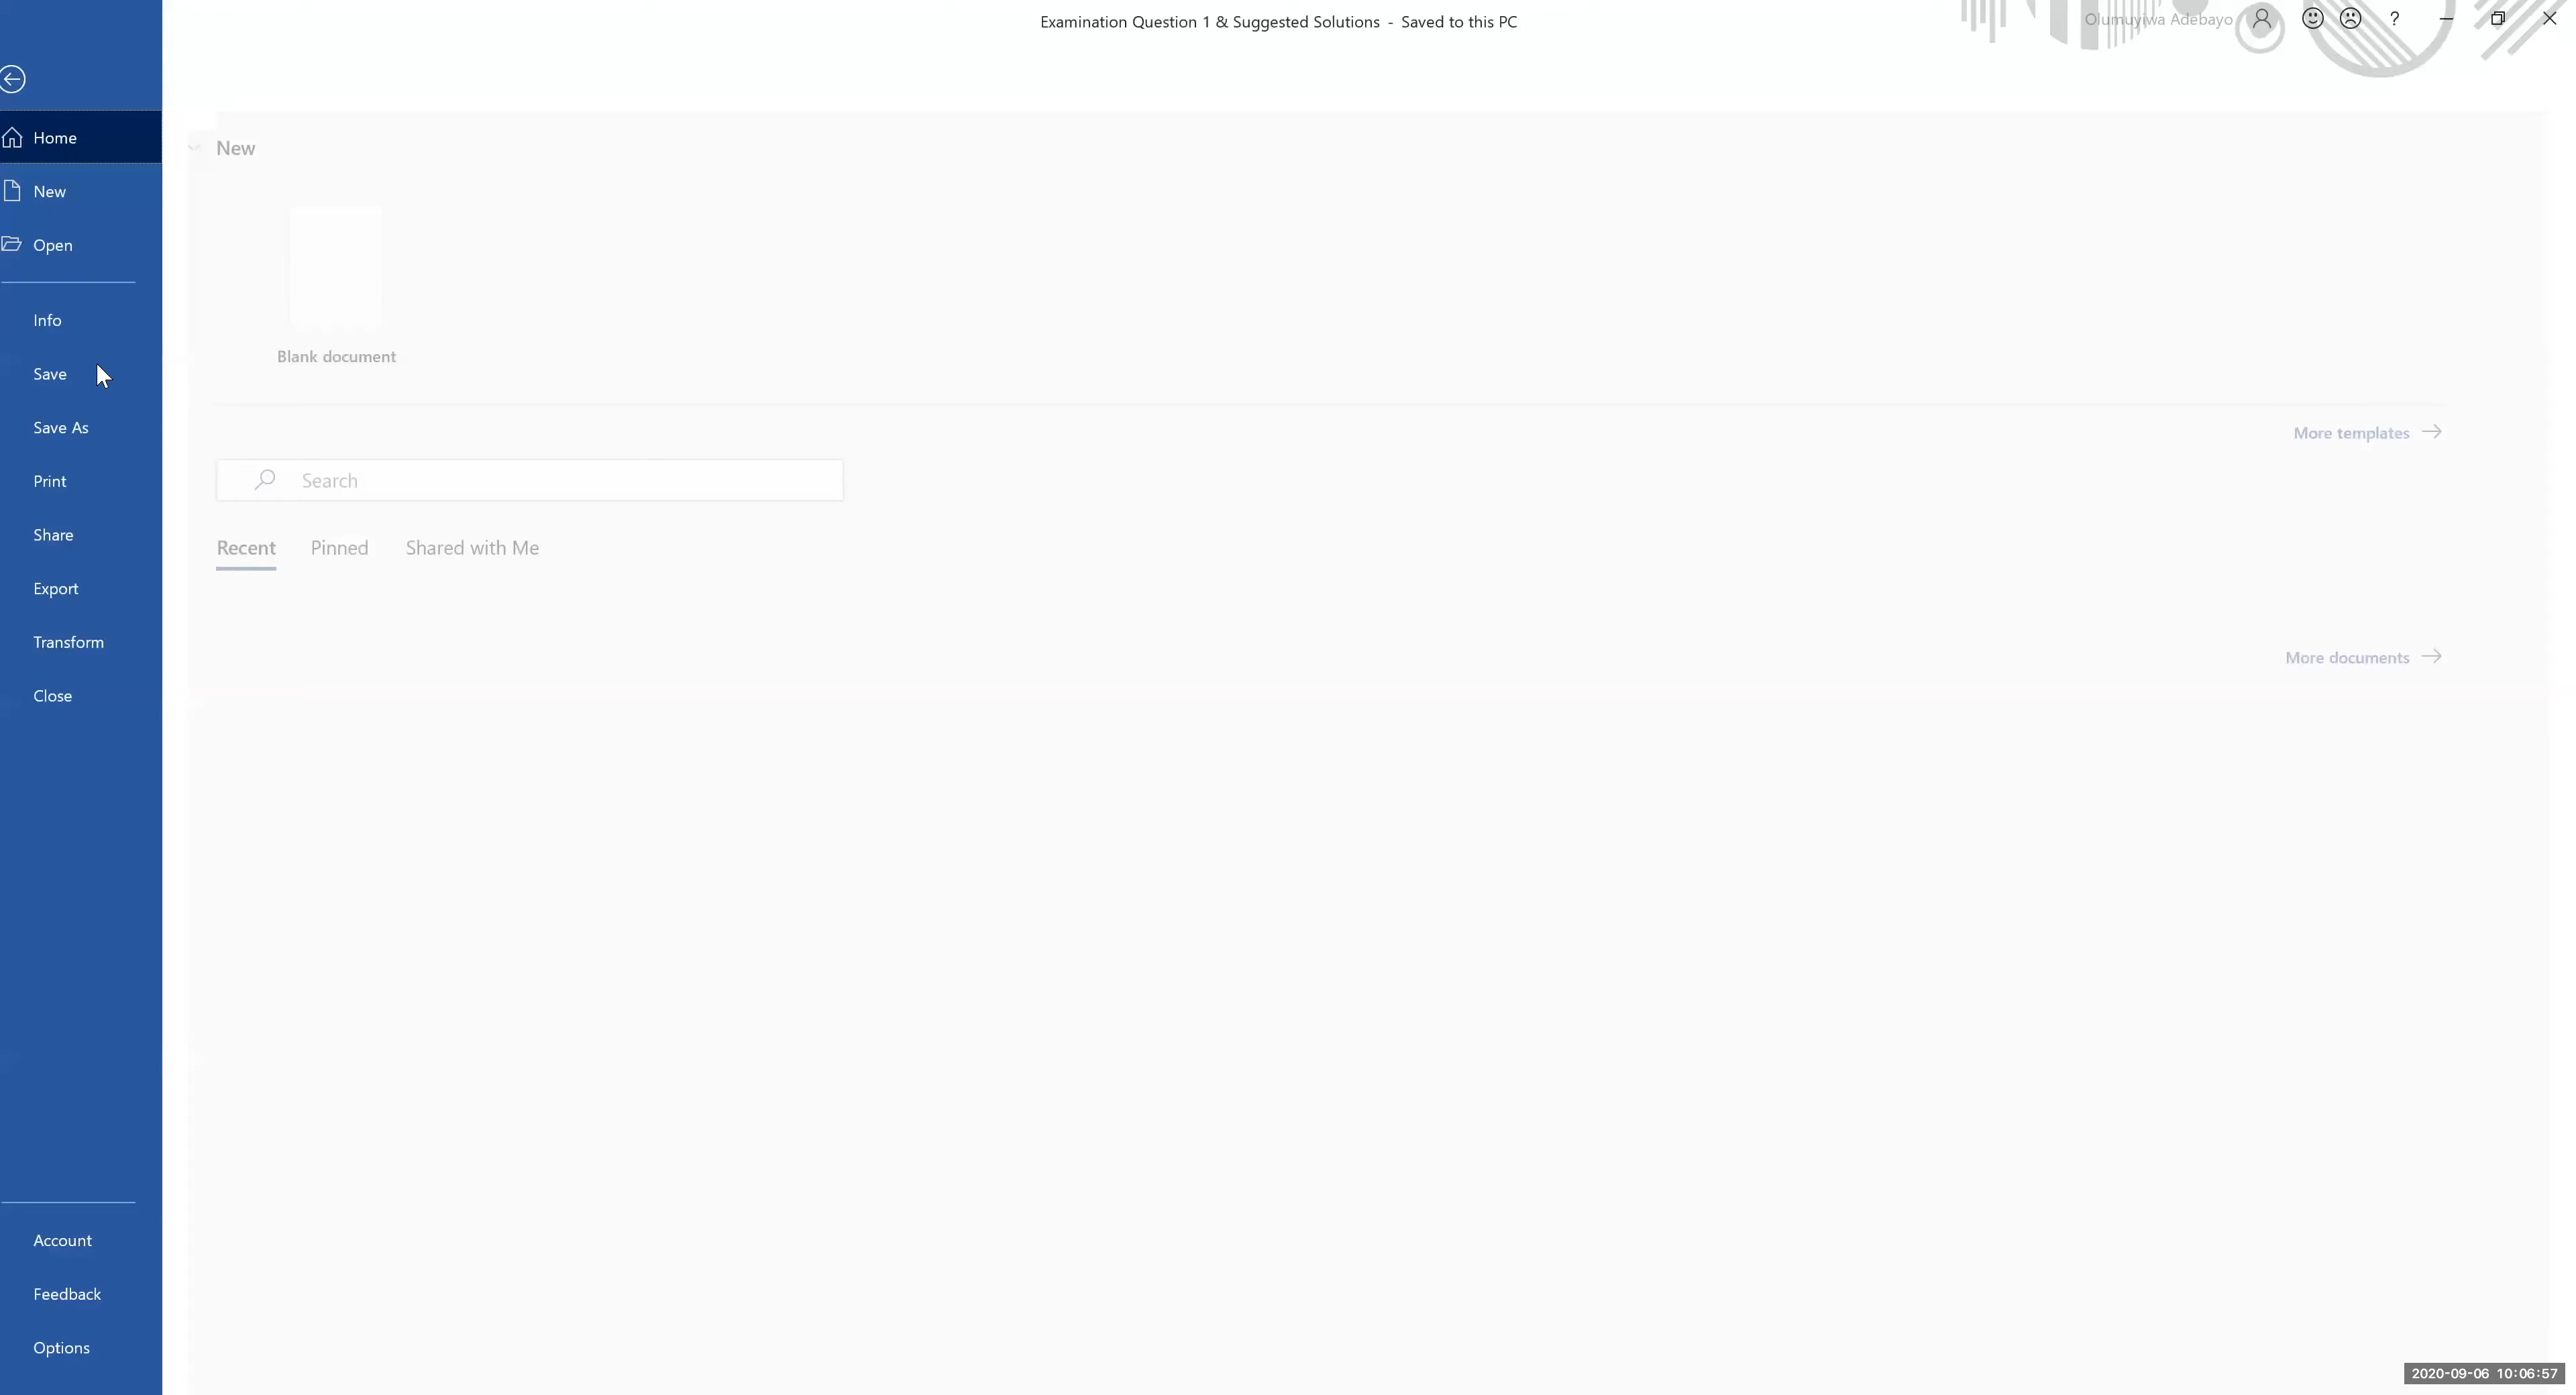 Examination Question 1 & Suggested Solutions - Saved to this PC
Olumuyiwa Adebayo
?
Home
New
Open
Info
Save
Save As
Print
Share
Export
Transform
Close
Account
Feedback
Options
New
Blank document
More templates
Search
Recent Pinned Shared with Me
More documents
2020-09-06 10:06:57